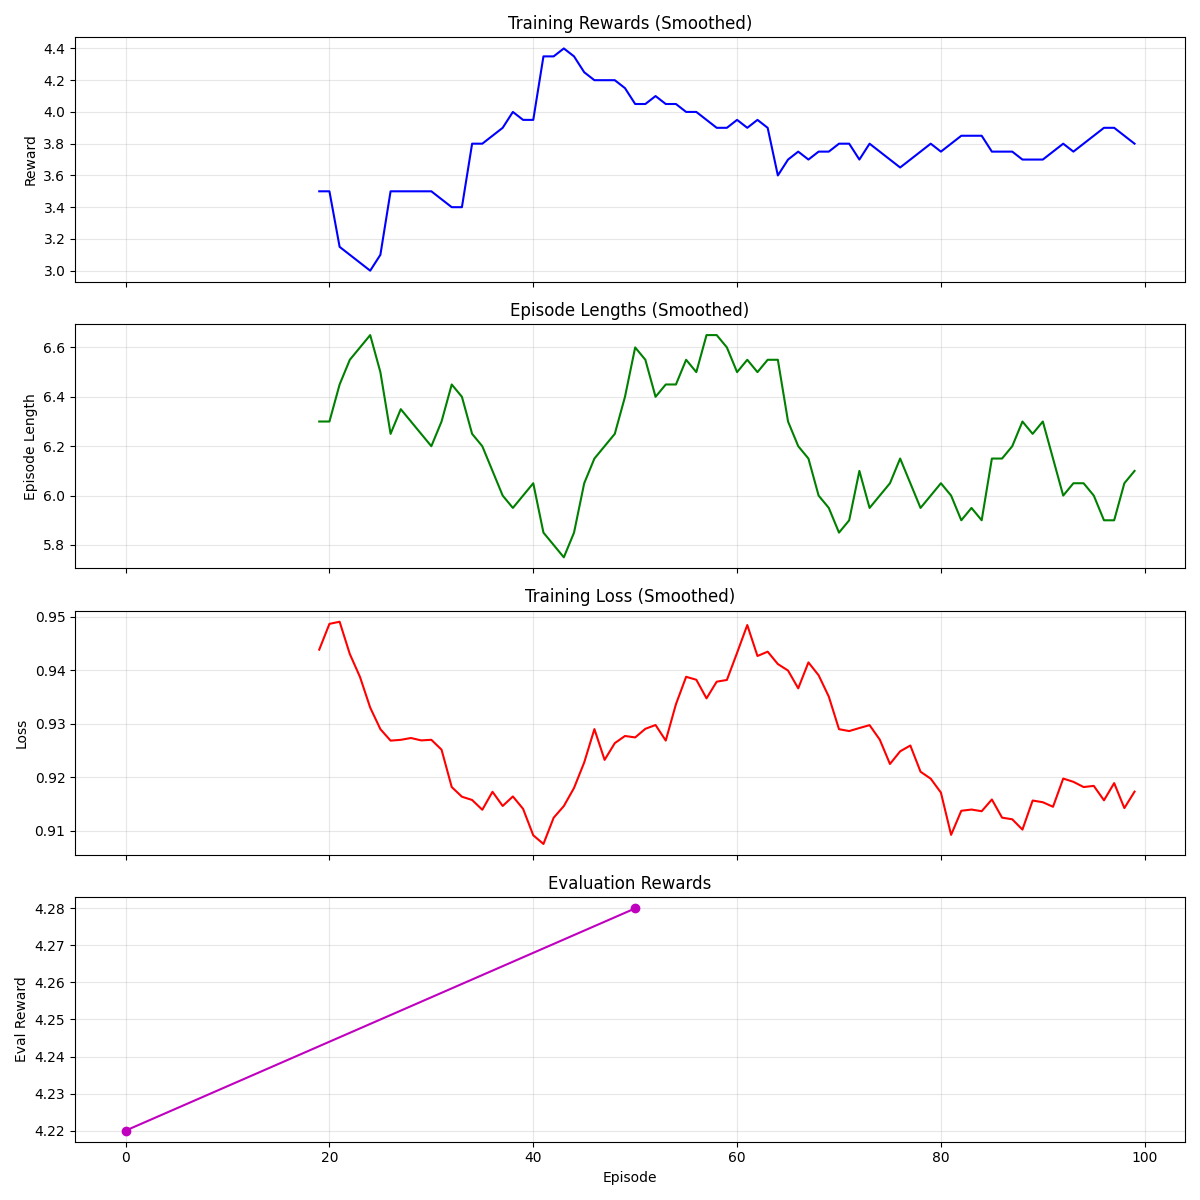 Training Rewards (Smoothed)
4.4
4.2
4.0
3.8
3.6
3.4
3.2
3.0
Reward
Episode Lengths (Smoothed)
6.6
6.4
6.2
6.0
5.8
Episode Length
Training Loss (Smoothed)
0.95
0.94
0.93
0.92
0.91
Loss
Evaluation Rewards
4.28
4.27
4.26
4.25
4.24
4.23
4.22
Eval Reward
0 20 40 60 80 100
Episode